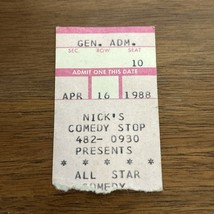 GEN. ADM.
SEC. ROW SEAT
10
ADMIT ONE THIS DATE
APR 16 1988
NICK'S
COMEDY STOP
482- 0930
PRESENTS
* * * * *
ALL STAR
COMEDY